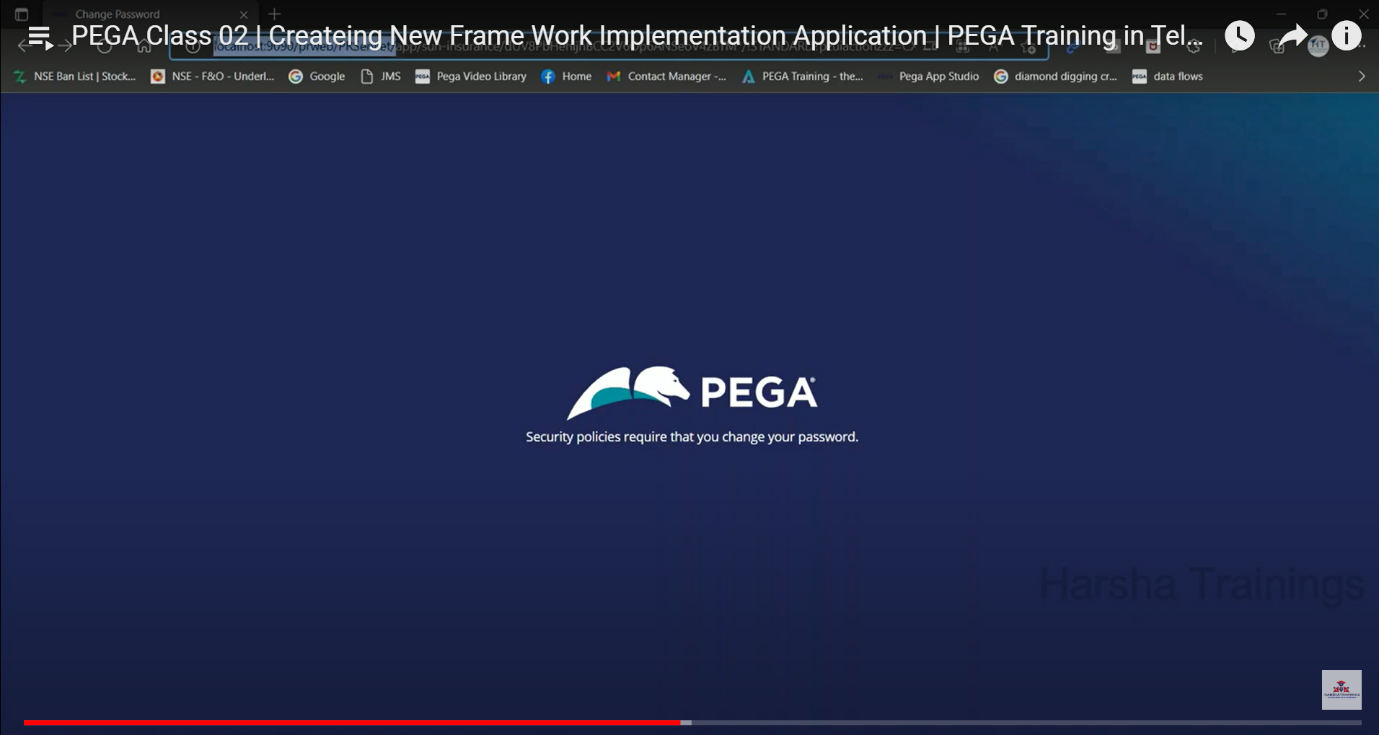 Change Password
PEGA Class 02 | Createing New Frame Work Implementation Application | PEGA Training in Tel...
NSE Ban List | Stock... NSE - F&O - Underl... Google JMS Pega Video Library Home Contact Manager -... PEGA Training - the... Pega App Studio diamond digging cr... data flows
PEGA
Security policies require that you change your password.
Harsha Trainings